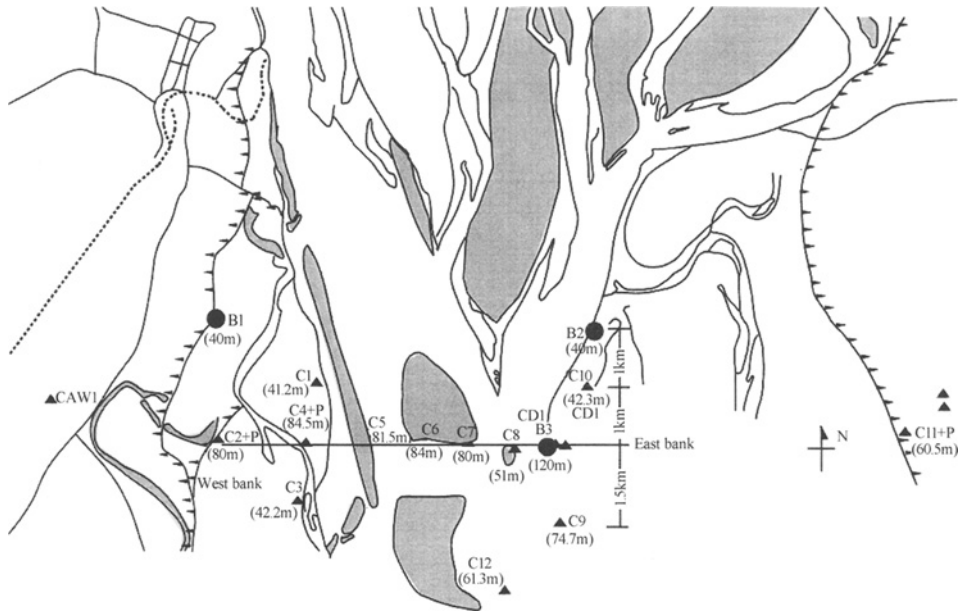 B1
(40m)
B2
(40m)
1km
C1
(41.2m)
C10
(42.3m)
CD1
CAW1
C4+P
(84.5m)
C5
81.5m)
C6
(84m)
C7
(80m)
C8
(51m)
CD1
B3
(120m)
1km
East bank
N
C11+P
(60.5m)
C2+P
(80m)
West bank
C3
(42.2m)
1.5km
C9
(74.7m)
C12
(61.3m)